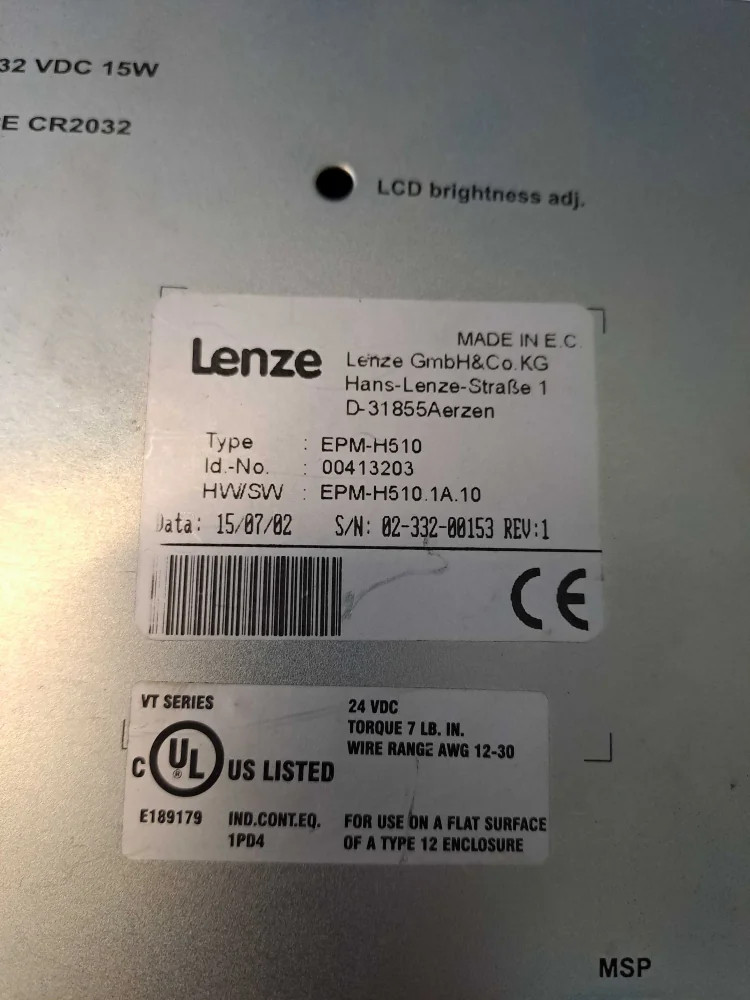 32 VDC 15W
E CR2032
LCD brightness adj.
Lenze
MADE IN E.C.
Lenze GmbH&Co.KG
Hans-Lenze-Straße 1
D-31855Aerzen
Type : EPM-H510
Id.-No. : 00413203
HW/SW : EPM-H510.1A.10
Data: 15/07/02 S/N: 02-332-00153 REV:1
CE
VT SERIES
24 VDC
TORQUE 7 LB. IN.
WIRE RANGE AWG 12-30
C UL ® US LISTED
E189179 IND.CONT.EQ. FOR USE ON A FLAT SURFACE
1PD4 OF A TYPE 12 ENCLOSURE
MSP